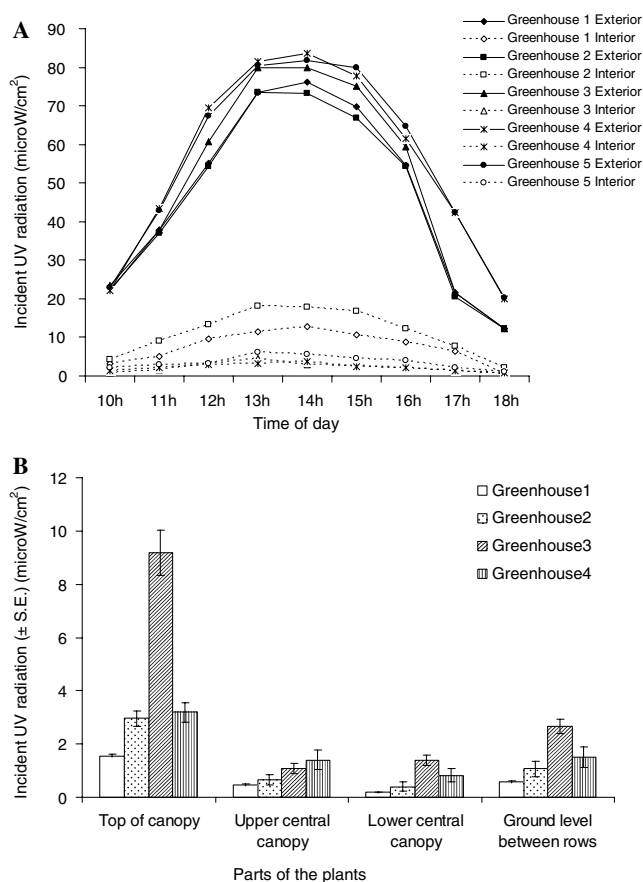 A
Incident UV radiation (microW/cm²)
90
80
70
60
50
40
30
20
10
0
10h 11h 12h 13h 14h 15h 16h 17h 18h
Time of day
Greenhouse 1 Exterior
Greenhouse 1 Interior
Greenhouse 2 Exterior
Greenhouse 2 Interior
Greenhouse 3 Exterior
Greenhouse 3 Interior
Greenhouse 4 Exterior
Greenhouse 4 Interior
Greenhouse 5 Exterior
Greenhouse 5 Interior
B
Incident UV radiation (± S.E.) (microW/cm²)
12
10
8
6
4
2
0
Greenhouse1
Greenhouse2
Greenhouse3
Greenhouse4
Top of canopy Upper central Lower central Ground level
canopy canopy between rows
Parts of the plants